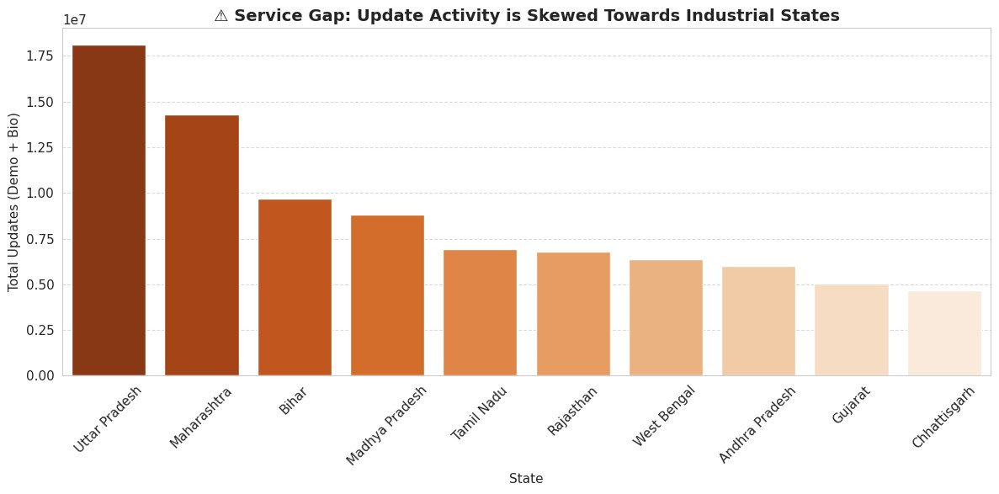 ⚠ Service Gap: Update Activity is Skewed Towards Industrial States
1e7
Total Updates (Demo + Bio)
1.75
1.50
1.25
1.00
0.75
0.50
0.25
0.00
Uttar Pradesh
Maharashtra
Bihar
Madhya Pradesh
Tamil Nadu
Rajasthan
West Bengal
Andhra Pradesh
Gujarat
Chhattisgarh
State